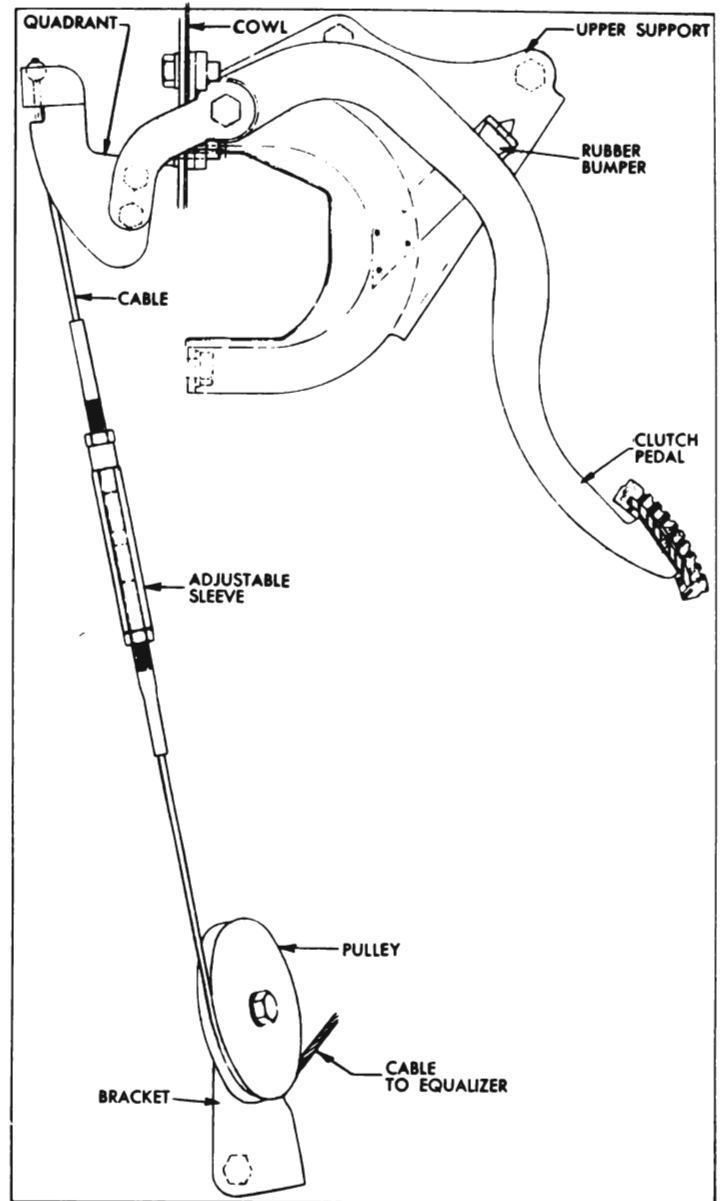 QUADRANT
COWL
UPPER SUPPORT
RUBBER
BUMPER
CABLE
CLUTCH
PEDAL
ADJUSTABLE
SLEEVE
PULLEY
CABLE
TO EQUALIZER
BRACKET